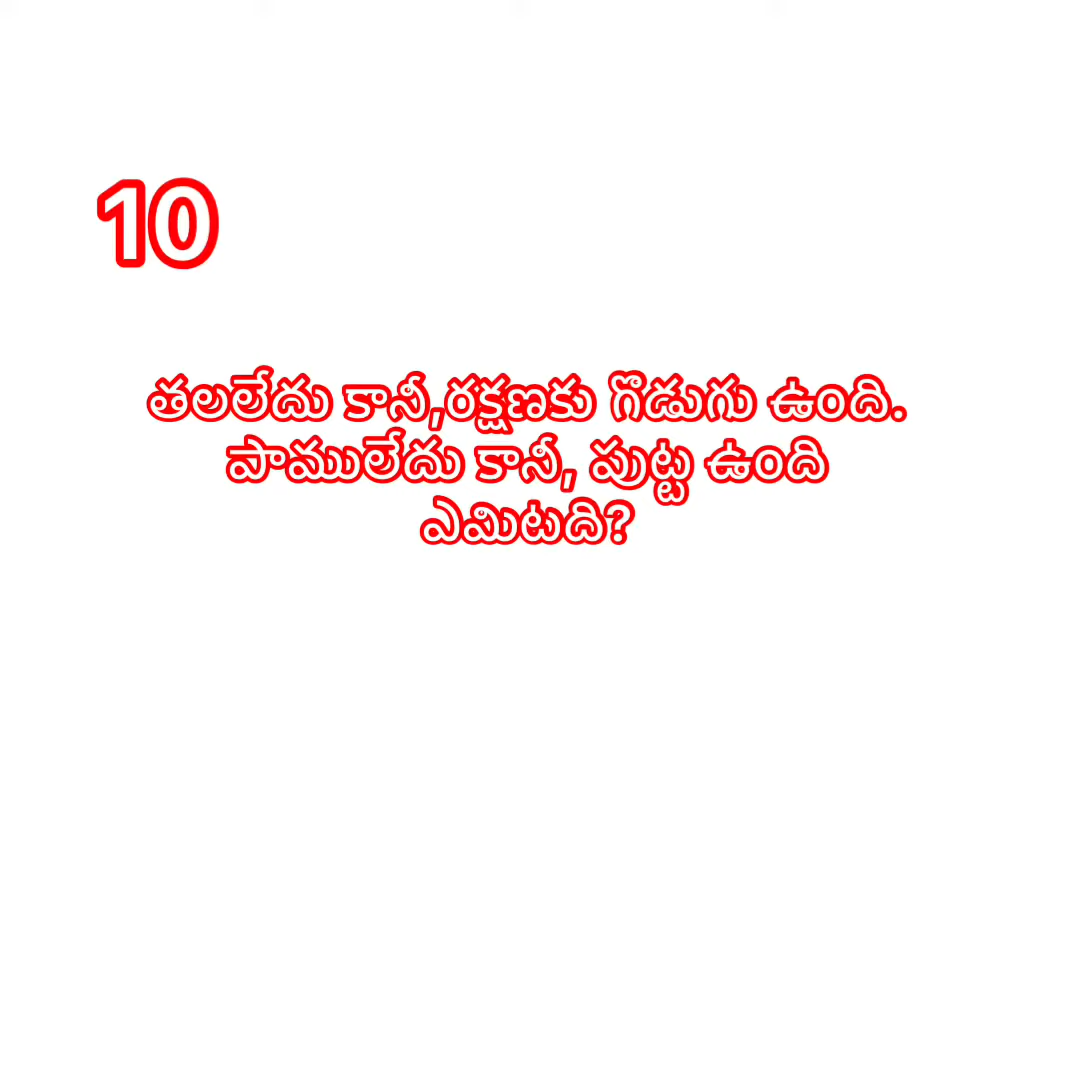 10
తలలేదు కానీ,రక్షణకు గొడుగు ఉంది.
పాములేదు కానీ, పుట్ట ఉంది
ఎమిటది?